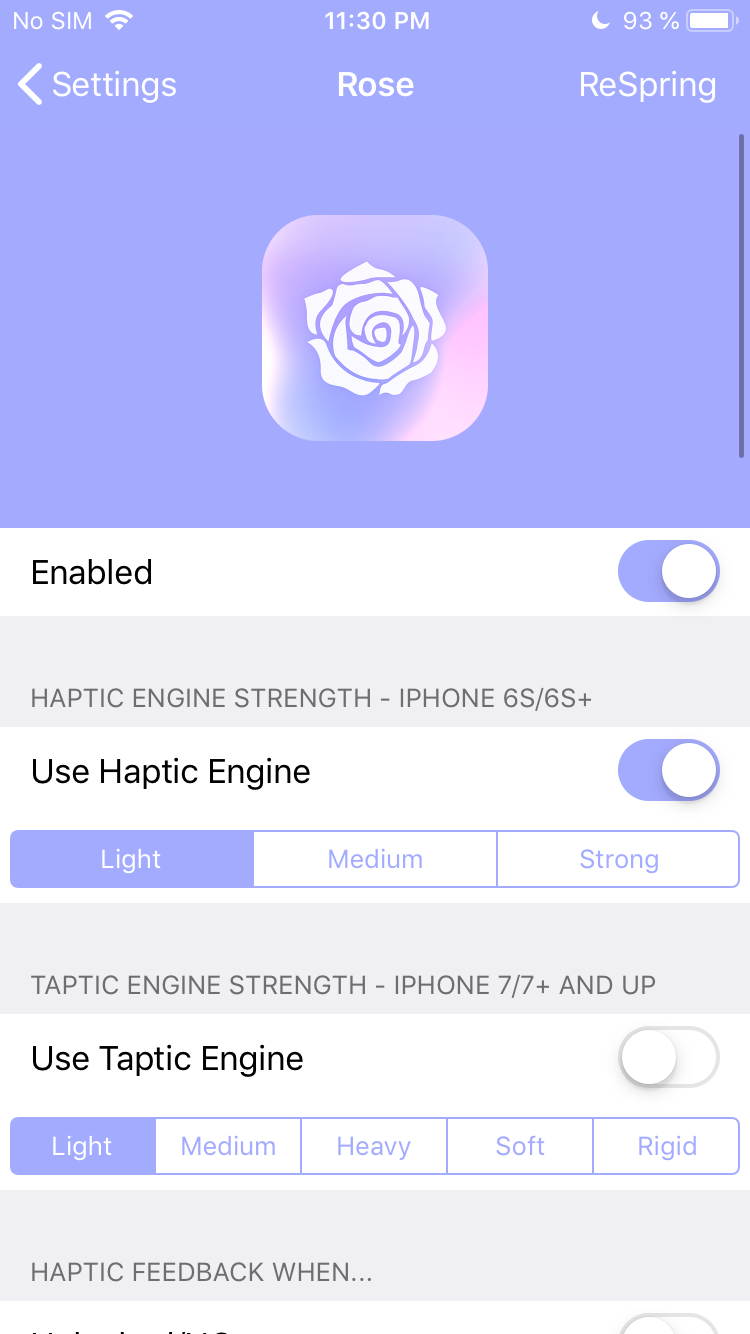 No SIM 11:30 PM 93 %
Settings Rose ReSpring
Enabled
HAPTIC ENGINE STRENGTH - IPHONE 6S/6S+
Use Haptic Engine
Light Medium Strong
TAPTIC ENGINE STRENGTH - IPHONE 7/7+ AND UP
Use Taptic Engine
Light Medium Heavy Soft Rigid
HAPTIC FEEDBACK WHEN...